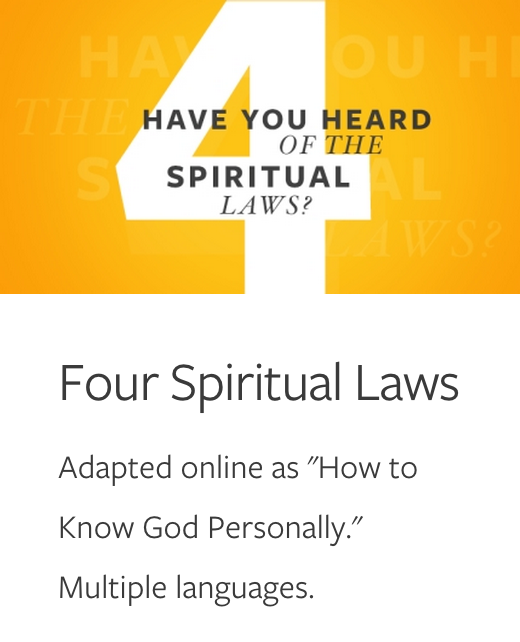 HAVE YOU HEARD
OF THE
SPIRITUAL
LAWS?
4
Four Spiritual Laws
Adapted online as "How to
Know God Personally."
Multiple languages.